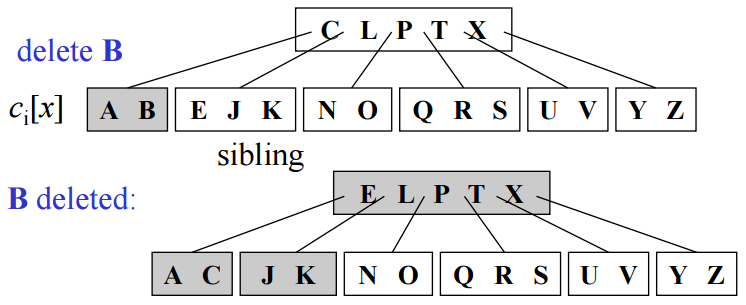 C L P T X
delete B
cᵢ[x] A B E J K N O Q R S U V Y Z
sibling
B deleted: E L P T X
A C J K N O Q R S U V Y Z